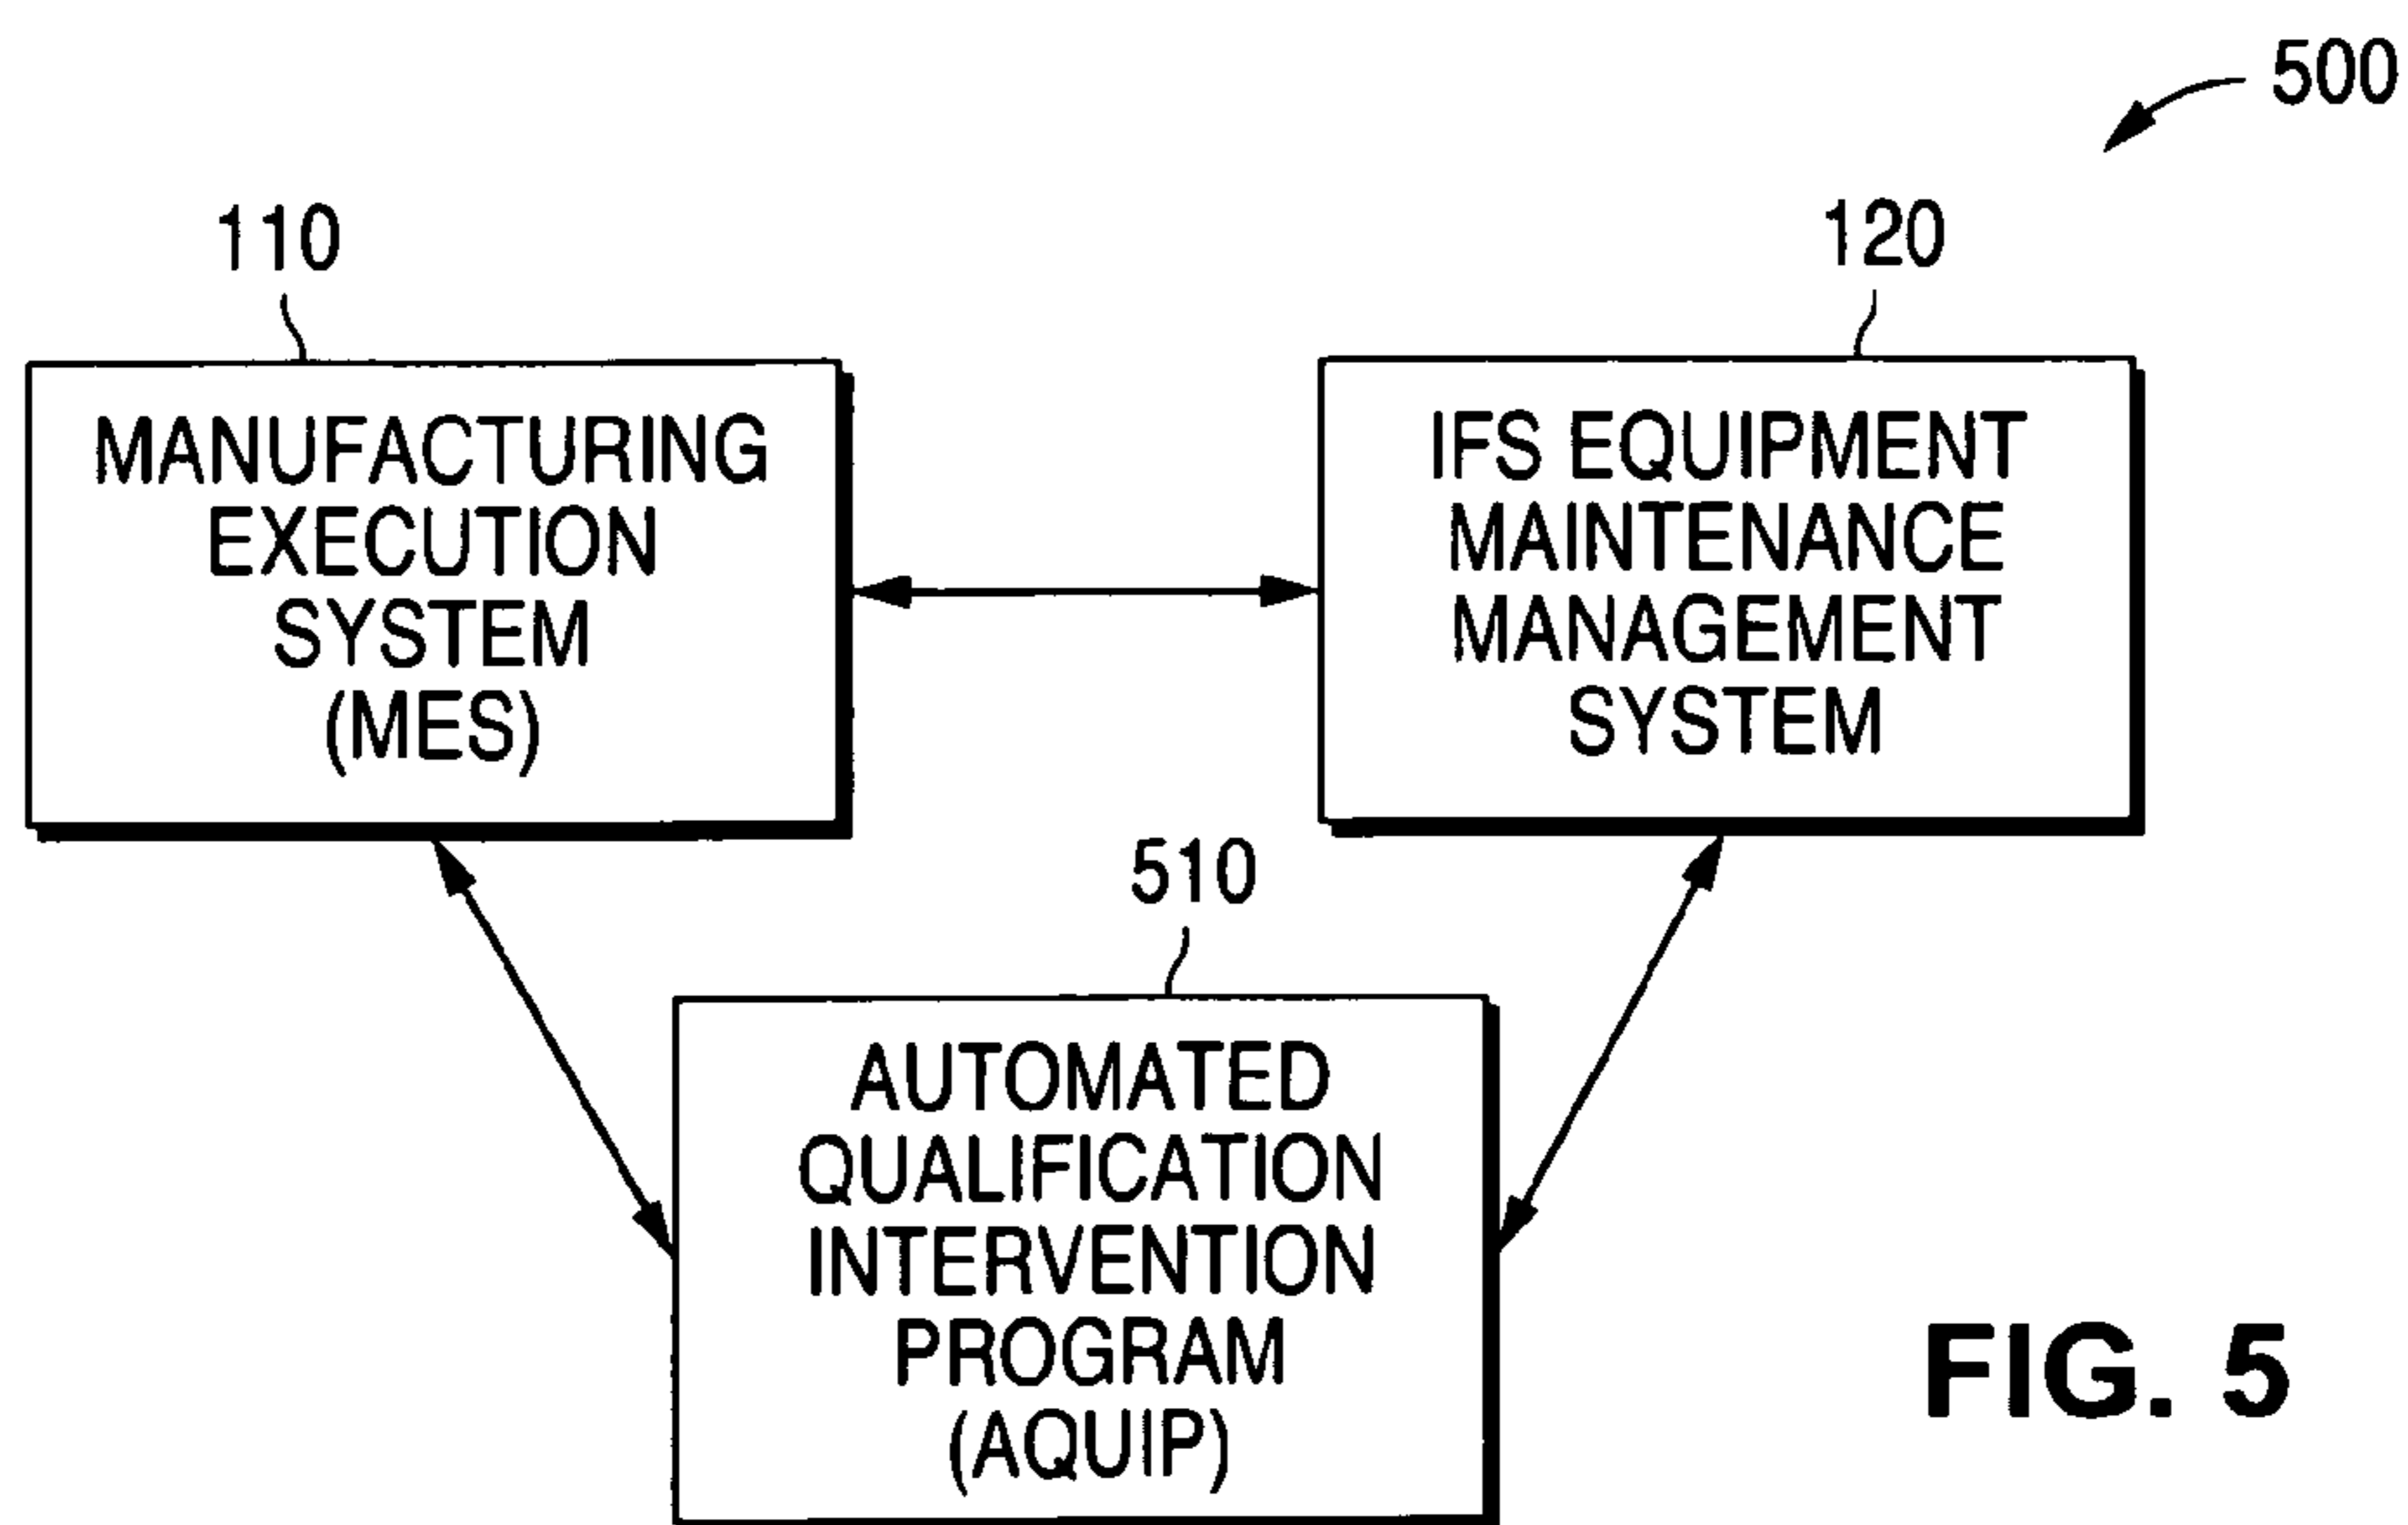 500
110
120
MANUFACTURING
EXECUTION
SYSTEM
(MES)
IFS EQUIPMENT
MAINTENANCE
MANAGEMENT
SYSTEM
510
AUTOMATED
QUALIFICATION
INTERVENTION
PROGRAM
(AQUIP)
FIG. 5